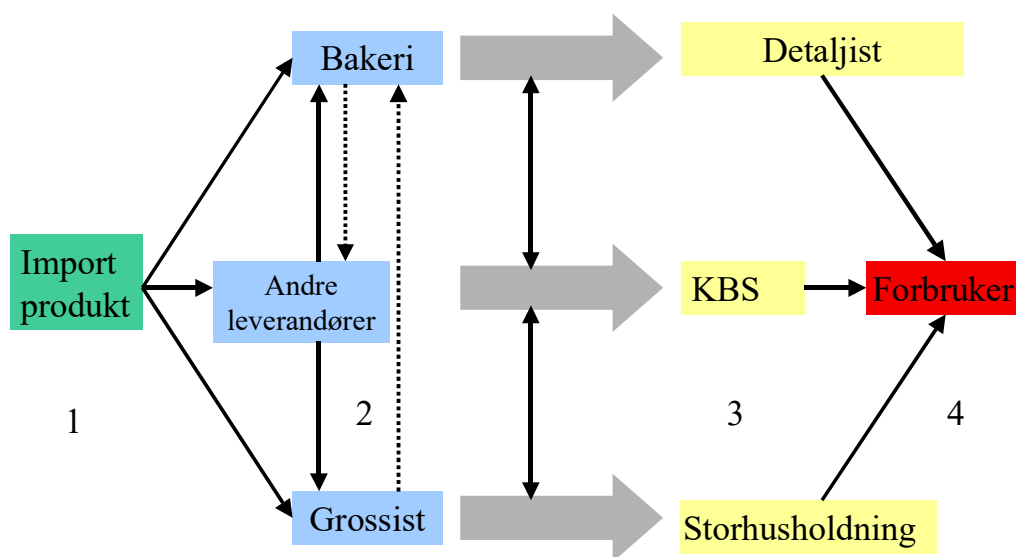 Bakeri
Detaljist
Import
produkt
Andre
leverandører
KBS
Forbruker
1
2
3
4
Grossist
Storhusholdning